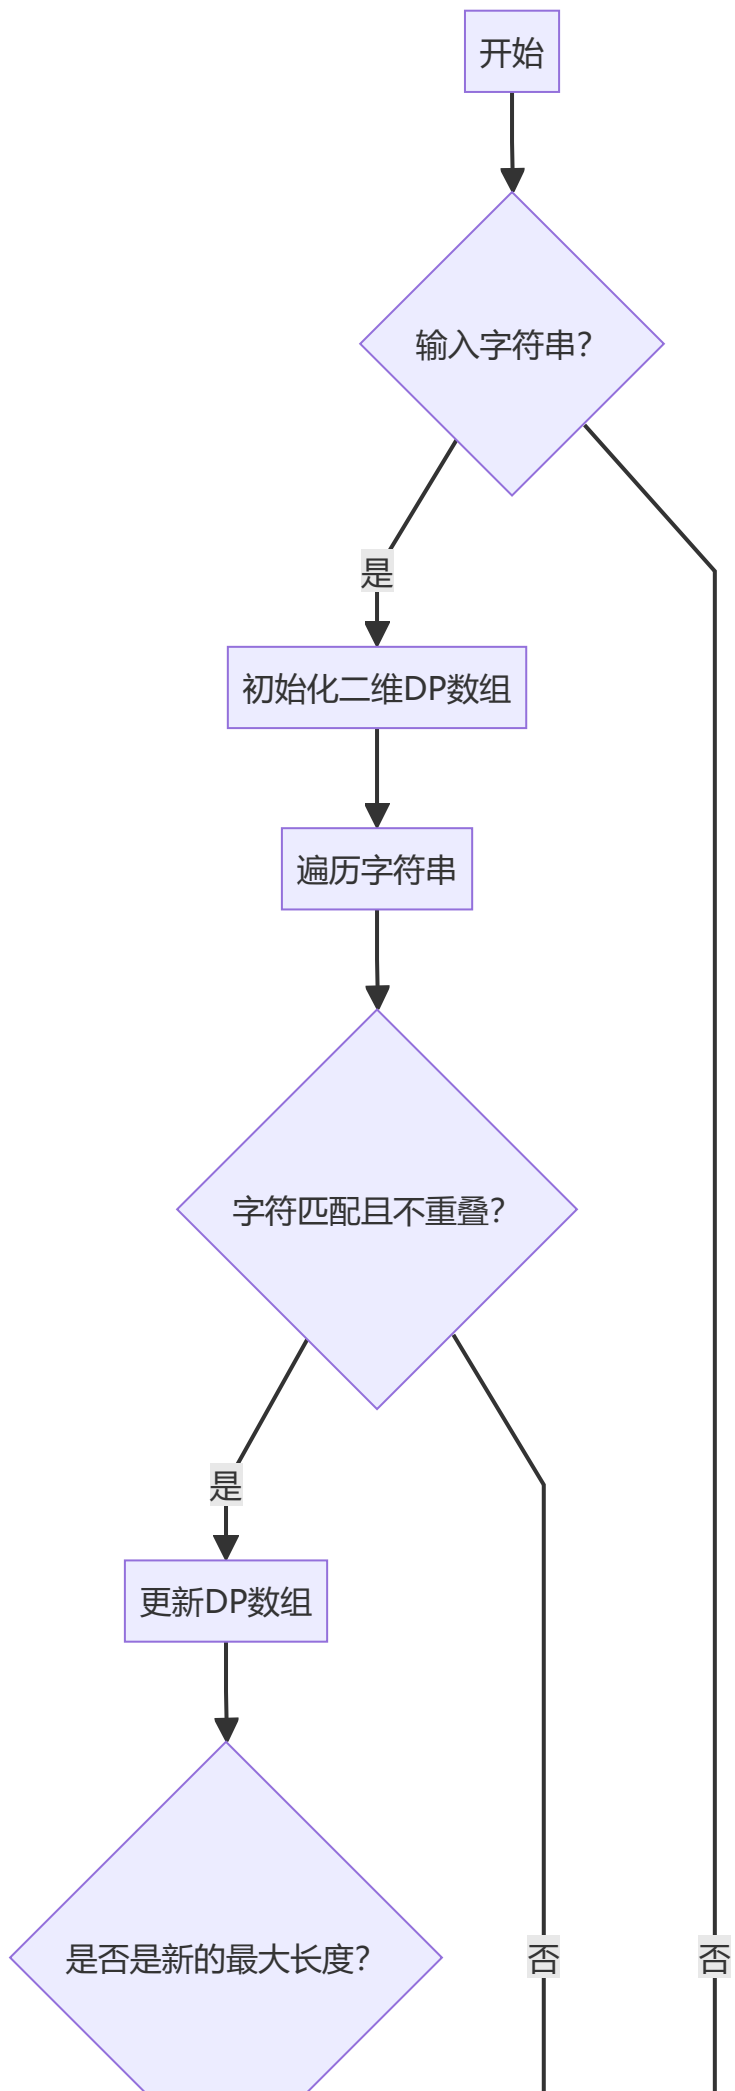 开始
输入字符串？
是
初始化二维DP数组
遍历字符串
字符匹配且不重叠？
是
更新DP数组
是否是新的最大长度？
否
否